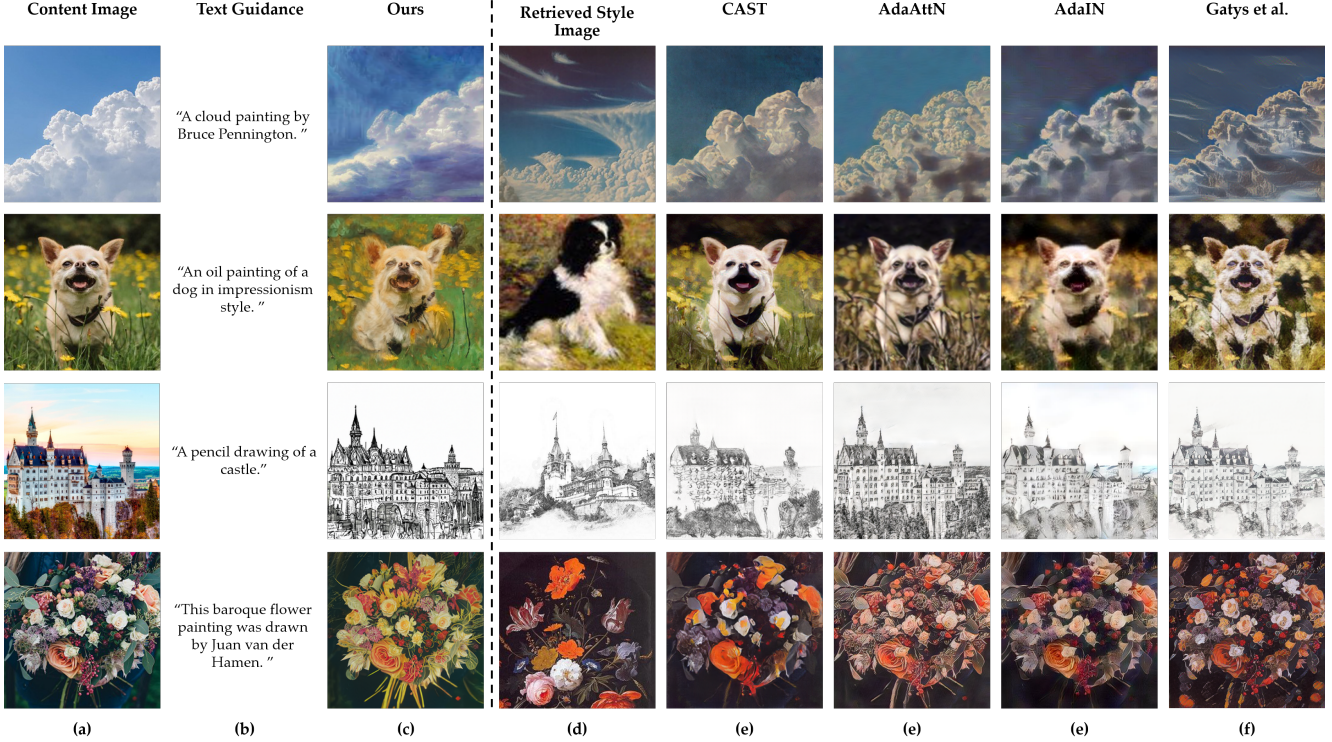 Content Image
Text Guidance
Ours
Retrieved Style
Image
CAST
AdaAttN
AdaIN
Gatys et al.
“A cloud painting by
Bruce Pennington. ”
“An oil painting of a
dog in impressionism
style. ”
“A pencil drawing of a
castle.”
“This baroque flower
painting was drawn
by Juan van der
Hamen. ”
(a)
(b)
(c)
(d)
(e)
(e)
(e)
(f)